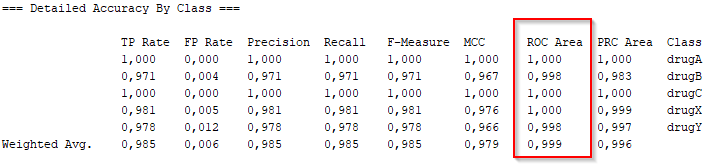 === Detailed Accuracy By Class ===
TP Rate FP Rate Precision Recall F-Measure MCC ROC Area PRC Area Class
1,000 0,000 1,000 1,000 1,000 1,000 1,000 1,000 drugA
0,971 0,004 0,971 0,971 0,971 0,967 0,998 0,983 drugB
1,000 0,000 1,000 1,000 1,000 1,000 1,000 1,000 drugC
0,981 0,005 0,981 0,981 0,981 0,976 1,000 0,999 drugX
0,978 0,012 0,978 0,978 0,978 0,966 0,998 0,997 drugY
Weighted Avg. 0,985 0,006 0,985 0,985 0,985 0,979 0,999 0,996